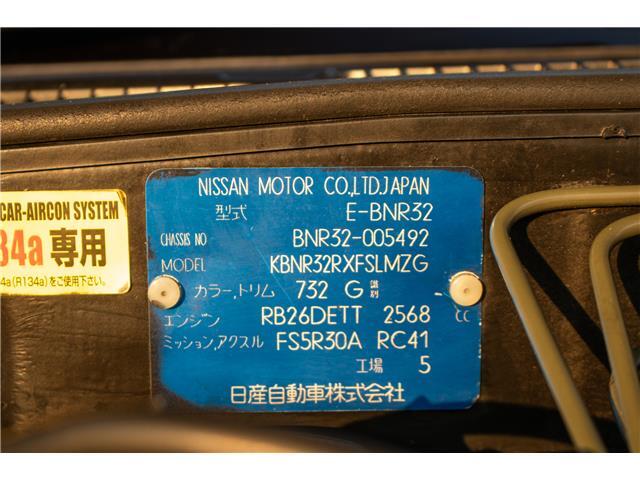 NISSAN MOTOR CO.,LTD.JAPAN
型式 E-BNR32
CHASSIS NO BNR32-005492
MODEL KBNR32RXFSLMZG
カラー,トリム 732 G 識別 -
エンジン RB26DETT 2568 CC
ミッション,アクスル FS5R30A RC41
工場 5
日産自動車株式会社
CAR-AIRCON SYSTEM
34a 専用
4a (R134a)をご使用下さい。